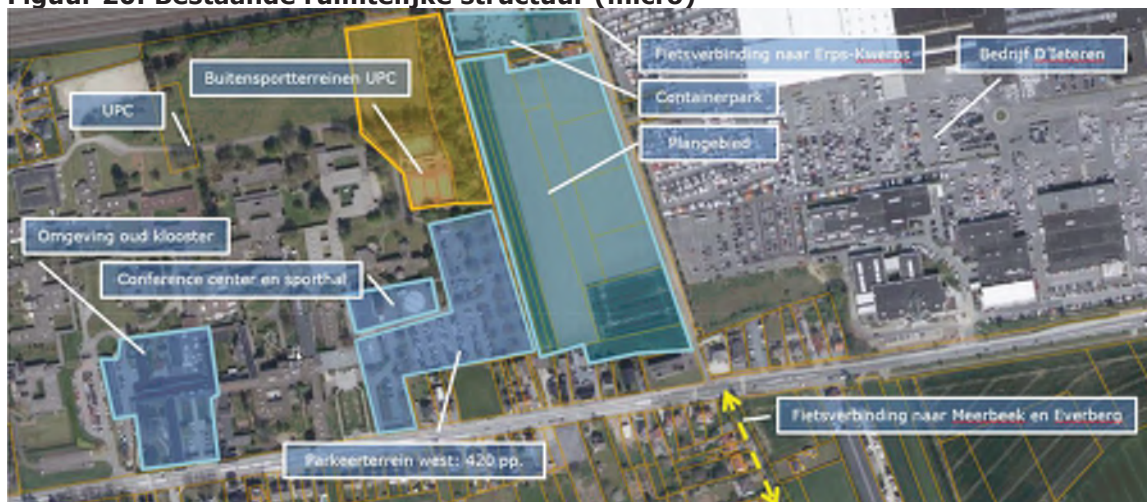 Figuur 20: Bestaande ruimtelijke structuur (micro)
Fietsverbinding naar Erps-Kwerps
Bedrijf D'Ieteren
Buitensportterreinen UPC
Containerpark
UPC
Plangebied
Omgeving oud klooster
Conference center en sporthal
Fietsverbinding naar Meerbeek en Everberg
Parkeerterrein west: 420 pp.